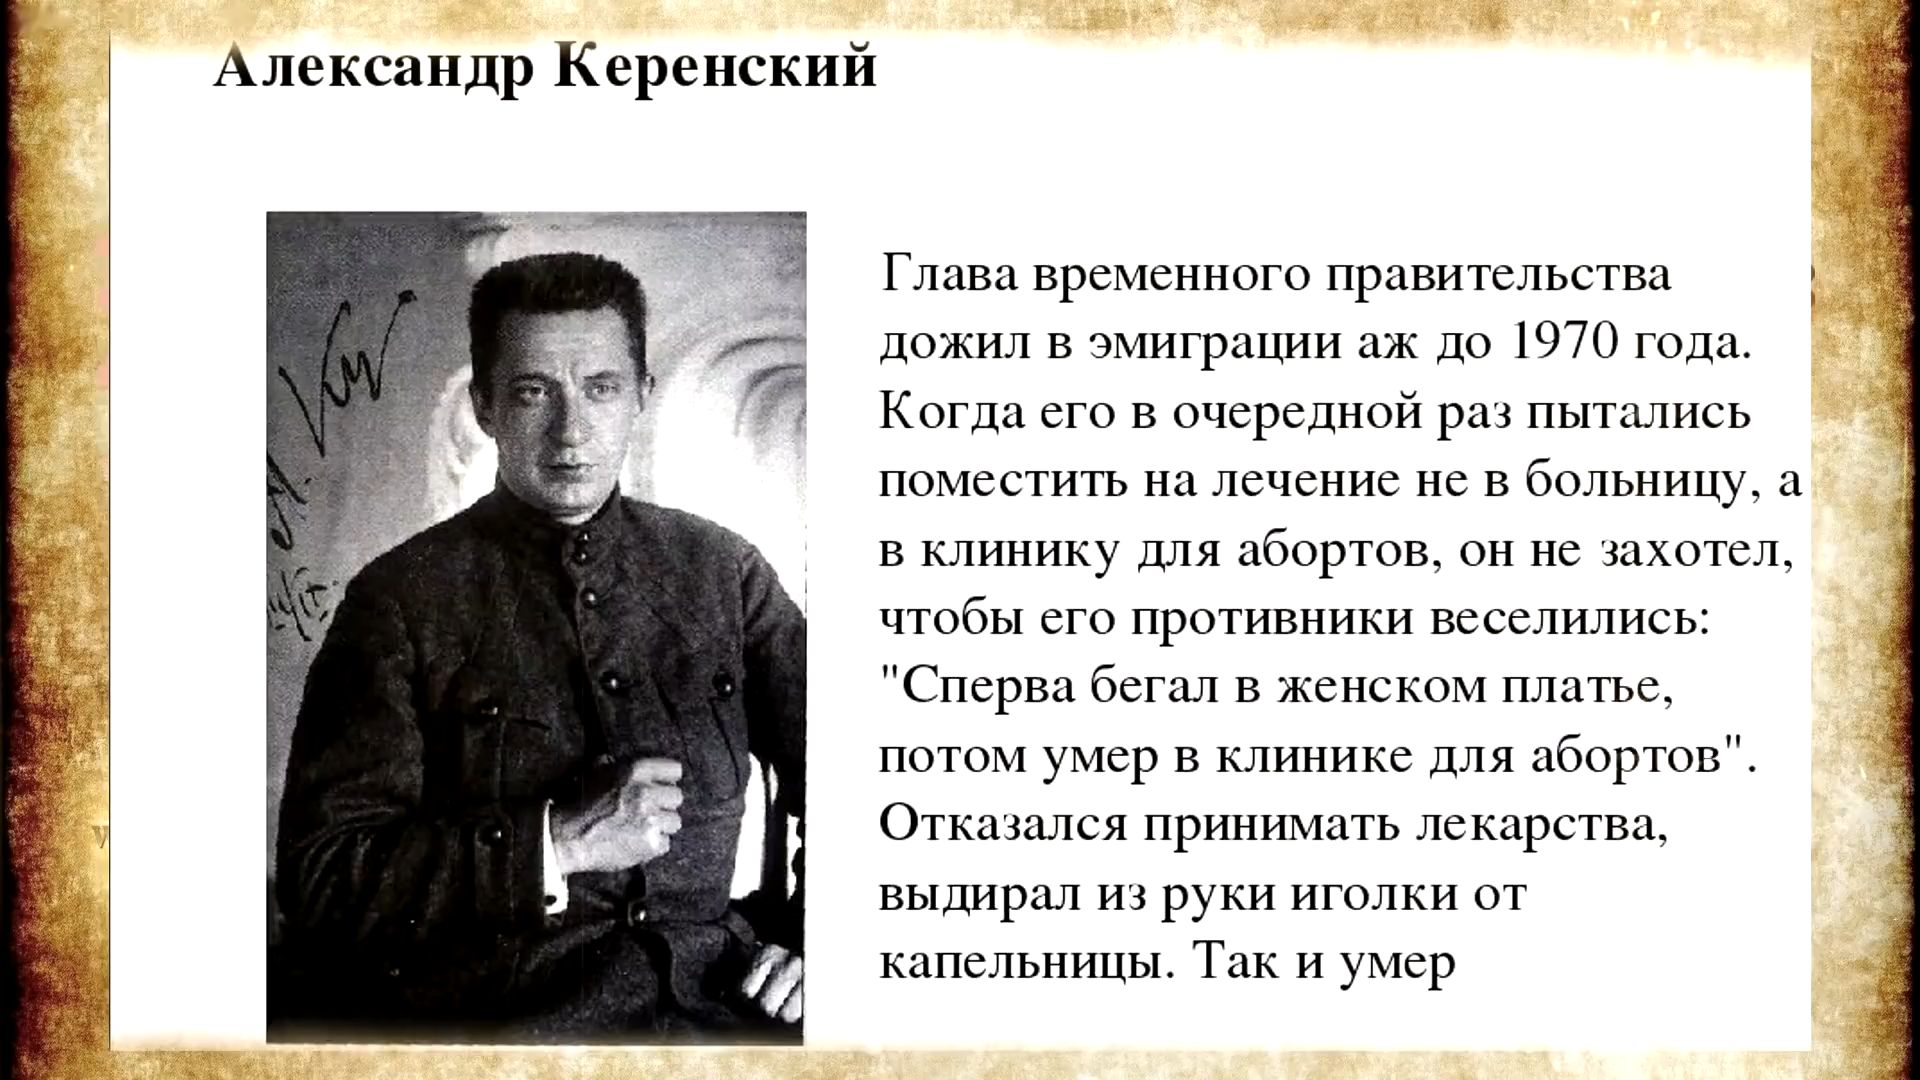 Александр Керенский
Глава временного правительства
дожил в эмиграции аж до 1970 года.
Когда его в очередной раз пытались
поместить на лечение не в больницу, а
в клинику для абортов, он не захотел,
чтобы его противники веселились:
"Сперва бегал в женском платье,
потом умер в клинике для абортов".
Отказался принимать лекарства,
выдирал из руки иголки от
капельницы. Так и умер